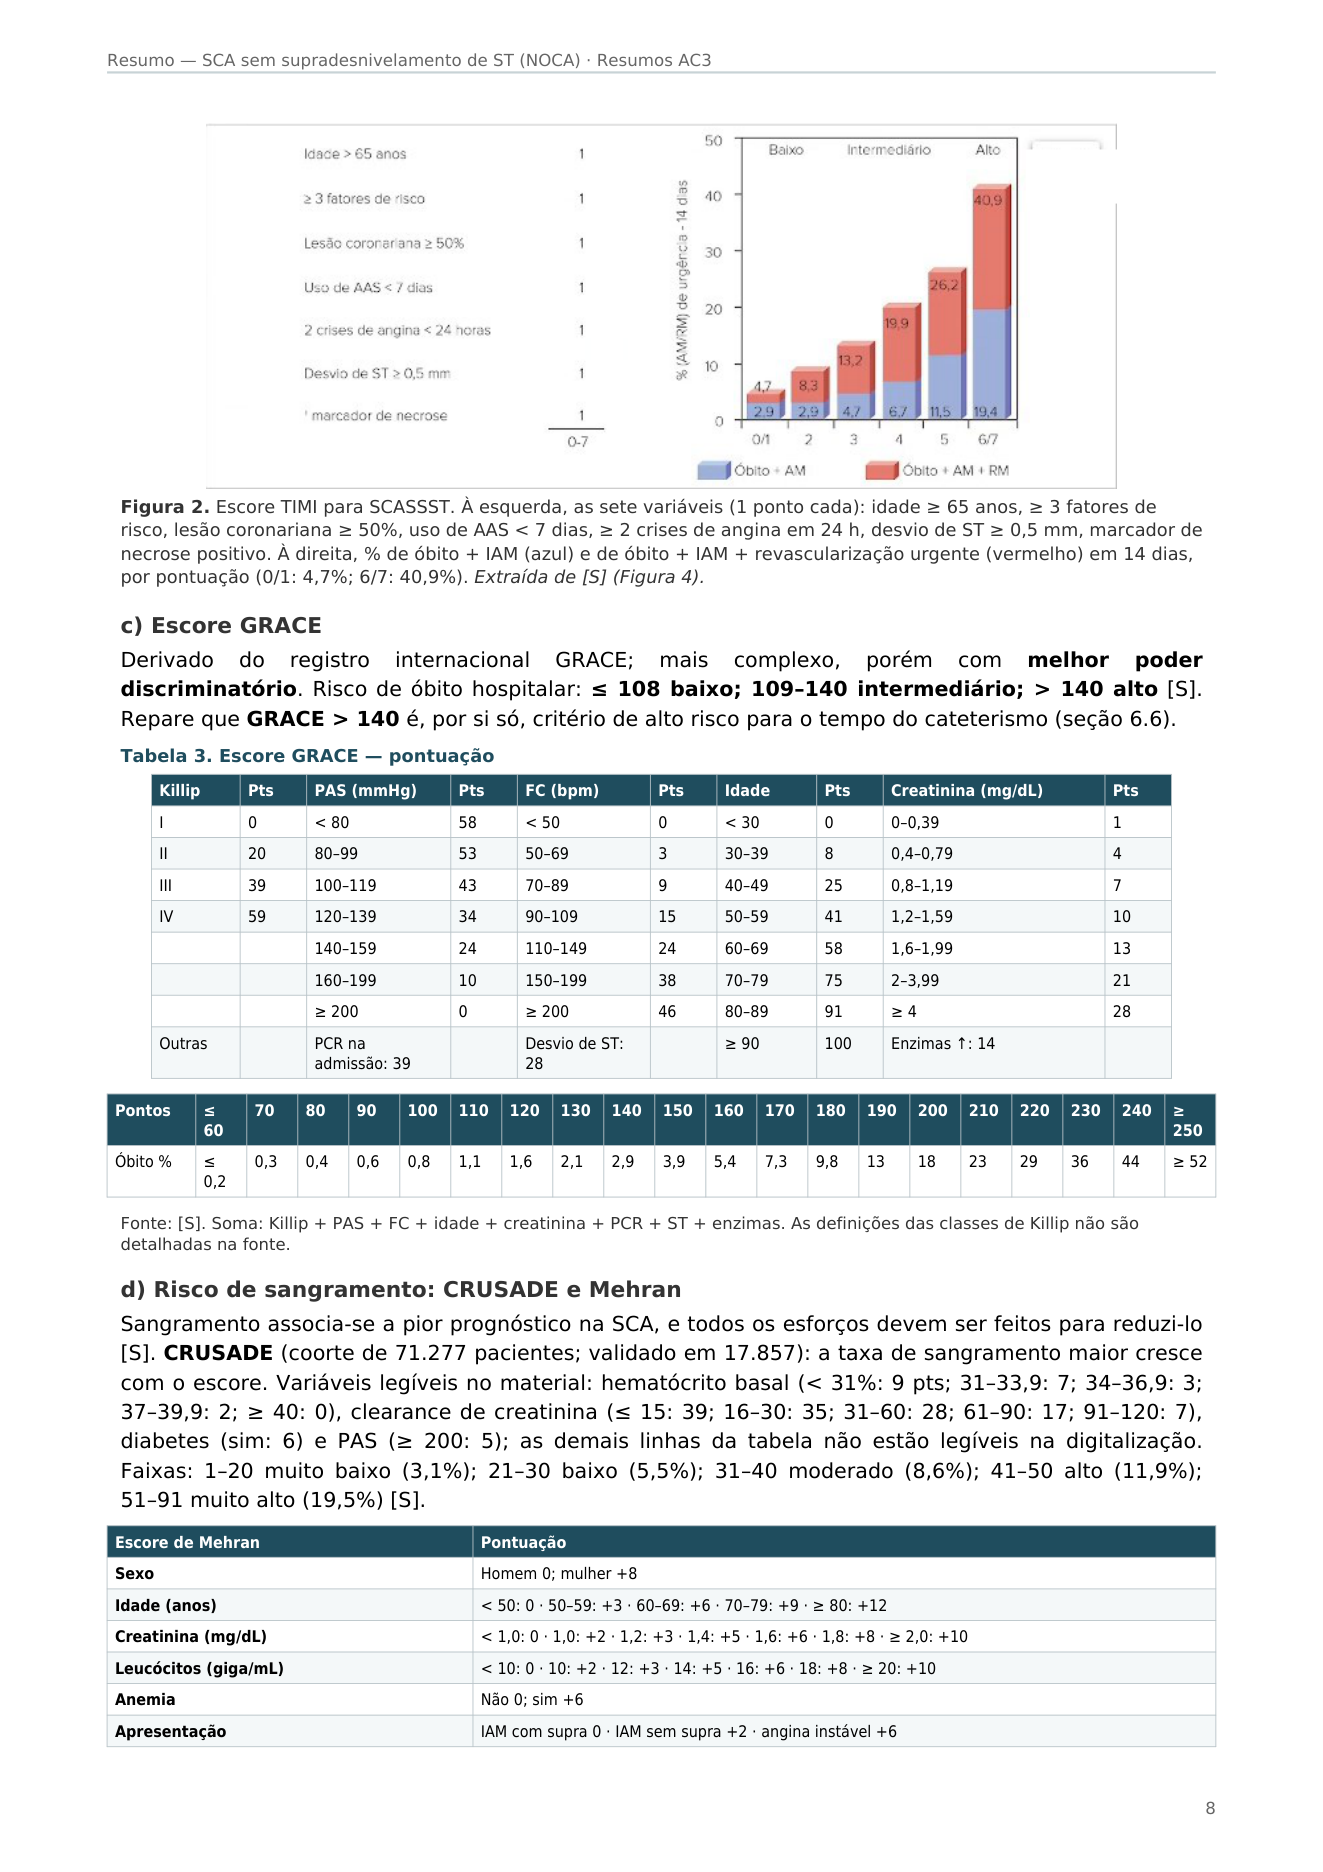 Resumo — SCA sem supradesnivelamento de ST (NOCA) · Resumos AC3
Idade > 65 anos 1
≥ 3 fatores de risco 1
Lesão coronariana ≥ 50% 1
Uso de AAS < 7 dias 1
2 crises de angina < 24 horas 1
Desvio de ST ≥ 0,5 mm 1
marcador de necrose 1
0-7
% (AM/RM) de urgência - 14 dias
50
40
30
20
10
0
Baixo Intermediário Alto
4,7 8,3 13,2 19,9 26,2 40,9
2,9 2,9 4,7 6,7 11,5 19,4
0/1 2 3 4 5 6/7
Óbito + AM Óbito + AM + RM
Figura 2. Escore TIMI para SCASSST. À esquerda, as sete variáveis (1 ponto cada): idade ≥ 65 anos, ≥ 3 fatores de
risco, lesão coronariana ≥ 50%, uso de AAS < 7 dias, ≥ 2 crises de angina em 24 h, desvio de ST ≥ 0,5 mm, marcador de
necrose positivo. À direita, % de óbito + IAM (azul) e de óbito + IAM + revascularização urgente (vermelho) em 14 dias,
por pontuação (0/1: 4,7%; 6/7: 40,9%). Extraída de [S] (Figura 4).
c) Escore GRACE
Derivado do registro internacional GRACE; mais complexo, porém com melhor poder
discriminatório. Risco de óbito hospitalar: ≤ 108 baixo; 109–140 intermediário; > 140 alto [S].
Repare que GRACE > 140 é, por si só, critério de alto risco para o tempo do cateterismo (seção 6.6).
Tabela 3. Escore GRACE — pontuação
Killip Pts PAS (mmHg) Pts FC (bpm) Pts Idade Pts Creatinina (mg/dL) Pts
I 0 < 80 58 < 50 0 < 30 0 0–0,39 1
II 20 80–99 53 50–69 3 30–39 8 0,4–0,79 4
III 39 100–119 43 70–89 9 40–49 25 0,8–1,19 7
IV 59 120–139 34 90–109 15 50–59 41 1,2–1,59 10
140–159 24 110–149 24 60–69 58 1,6–1,99 13
160–199 10 150–199 38 70–79 75 2–3,99 21
≥ 200 0 ≥ 200 46 80–89 91 ≥ 4 28
Outras PCR na Desvio de ST: ≥ 90 100 Enzimas ↑: 14
admissão: 39 28
Pontos ≤ 70 80 90 100 110 120 130 140 150 160 170 180 190 200 210 220 230 240 ≥
60 250
Óbito % ≤ 0,3 0,4 0,6 0,8 1,1 1,6 2,1 2,9 3,9 5,4 7,3 9,8 13 18 23 29 36 44 ≥ 52
0,2
Fonte: [S]. Soma: Killip + PAS + FC + idade + creatinina + PCR + ST + enzimas. As definições das classes de Killip não são
detalhadas na fonte.
d) Risco de sangramento: CRUSADE e Mehran
Sangramento associa-se a pior prognóstico na SCA, e todos os esforços devem ser feitos para reduzi-lo
[S]. CRUSADE (coorte de 71.277 pacientes; validado em 17.857): a taxa de sangramento maior cresce
com o escore. Variáveis legíveis no material: hematócrito basal (< 31%: 9 pts; 31–33,9: 7; 34–36,9: 3;
37–39,9: 2; ≥ 40: 0), clearance de creatinina (≤ 15: 39; 16–30: 35; 31–60: 28; 61–90: 17; 91–120: 7),
diabetes (sim: 6) e PAS (≥ 200: 5); as demais linhas da tabela não estão legíveis na digitalização.
Faixas: 1–20 muito baixo (3,1%); 21–30 baixo (5,5%); 31–40 moderado (8,6%); 41–50 alto (11,9%);
51–91 muito alto (19,5%) [S].
Escore de Mehran Pontuação
Sexo Homem 0; mulher +8
Idade (anos) < 50: 0 · 50–59: +3 · 60–69: +6 · 70–79: +9 · ≥ 80: +12
Creatinina (mg/dL) < 1,0: 0 · 1,0: +2 · 1,2: +3 · 1,4: +5 · 1,6: +6 · 1,8: +8 · ≥ 2,0: +10
Leucócitos (giga/mL) < 10: 0 · 10: +2 · 12: +3 · 14: +5 · 16: +6 · 18: +8 · ≥ 20: +10
Anemia Não 0; sim +6
Apresentação IAM com supra 0 · IAM sem supra +2 · angina instável +6
8